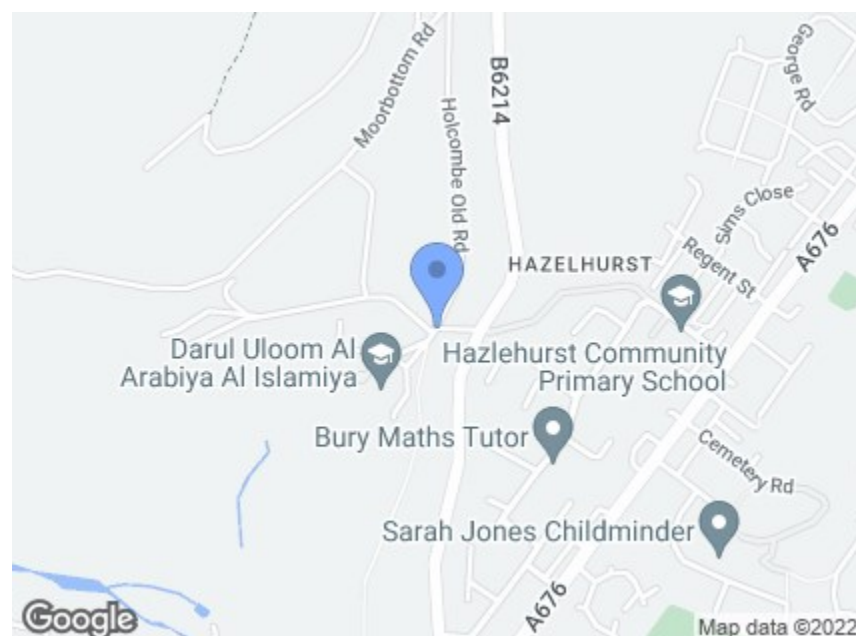 Moorbottom Rd
Holcombe Old Rd
B6214
George Rd
Sims Close
Regent St
A676
HAZELHURST
Hazlehurst Community
Primary School
Darul Uloom Al
Arabiya Al Islamiya
Bury Maths Tutor
Cemetery Rd
Sarah Jones Childminder
A676
Google
Map data ©2022